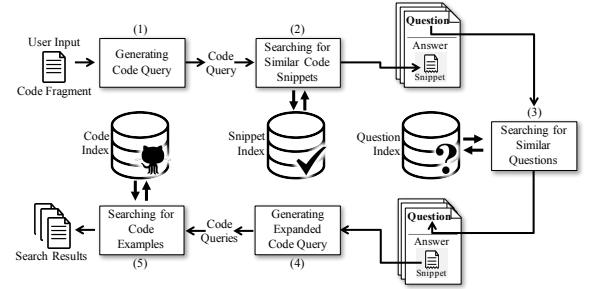 (1)
(2)
User Input
Code Fragment
Generating
Code Query
Code
Query
Searching for
Similar Code
Snippets
Question
Answer
Snippet
(3)
Searching for
Similar
Questions
Code
Index
Snippet
Index
Question
Index
?
Search Results
Searching for
Code
Examples
(5)
Code
Queries
Generating
Expanded
Code Query
(4)
Question
Answer
Snippet